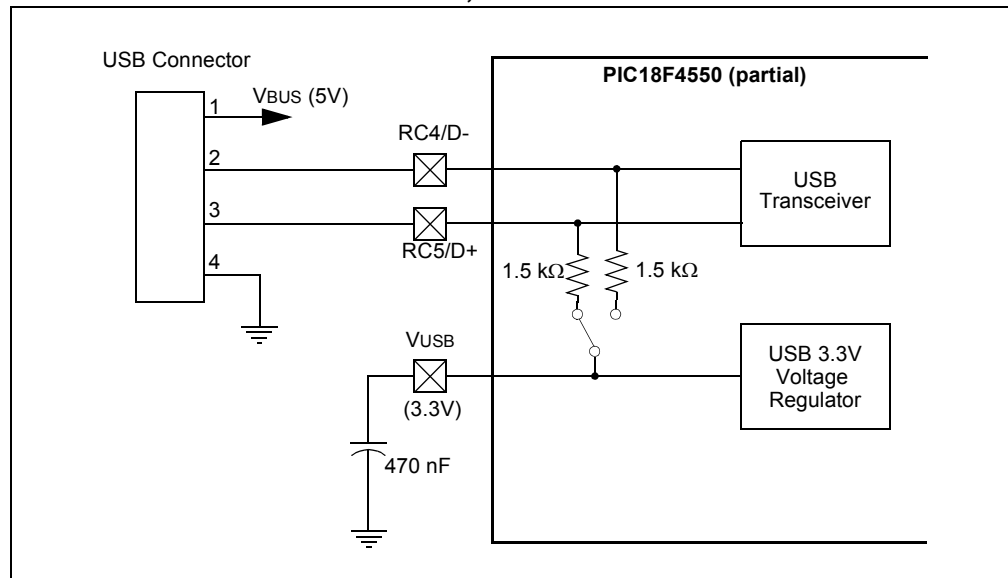 USB Connector
PIC18F4550 (partial)
1
VBUS (5V)
RC4/D-
2
USB
Transceiver
3
RC5/D+
4
1.5 kΩ
1.5 kΩ
VUSB
(3.3V)
USB 3.3V
Voltage
Regulator
470 nF